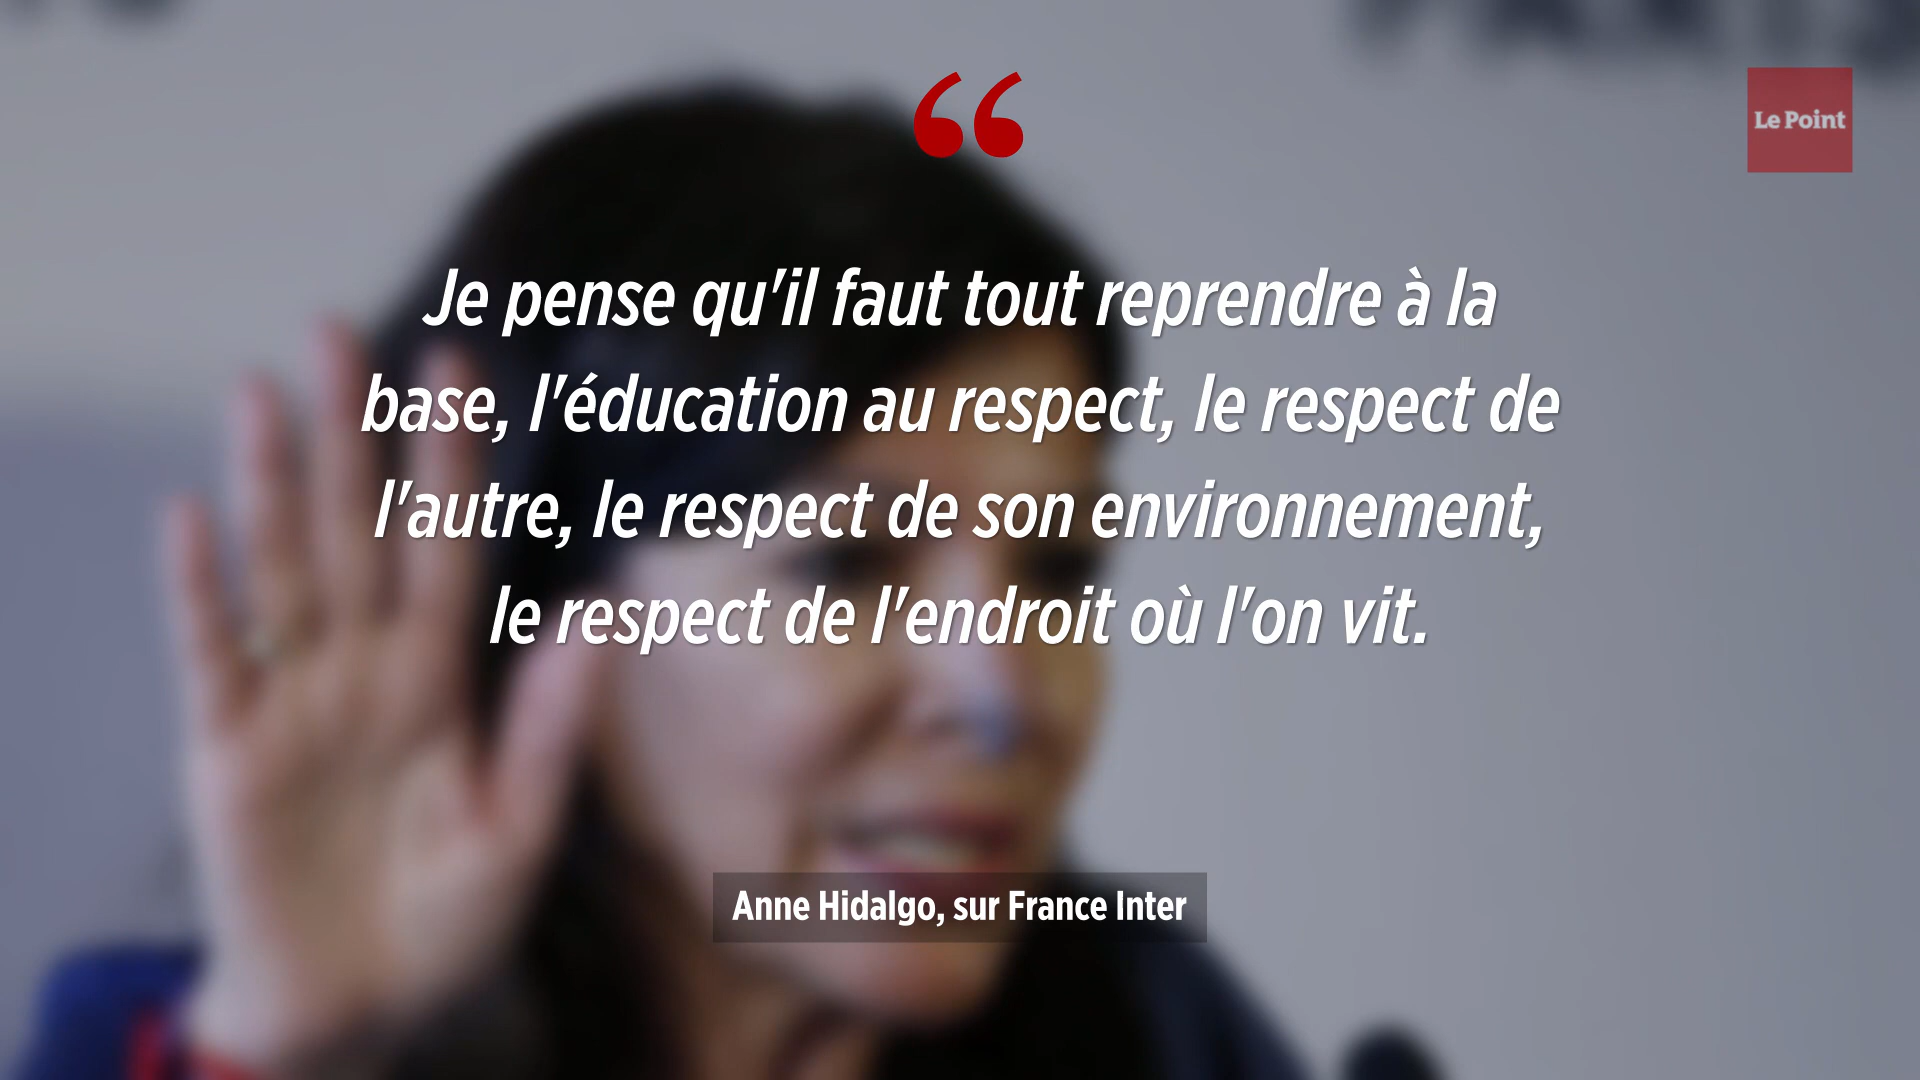 “
Le Point
Je pense qu'il faut tout reprendre à la
base, l'éducation au respect, le respect de
l'autre, le respect de son environnement,
le respect de l'endroit où l'on vit.
Anne Hidalgo, sur France Inter